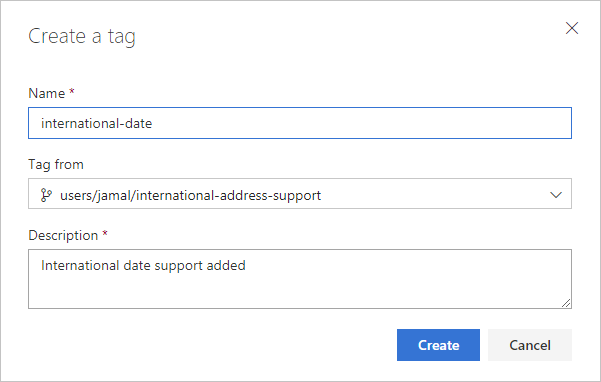 Create a tag
Name *
international-date
Tag from
users/jamal/international-address-support
Description *
International date support added
Create
Cancel